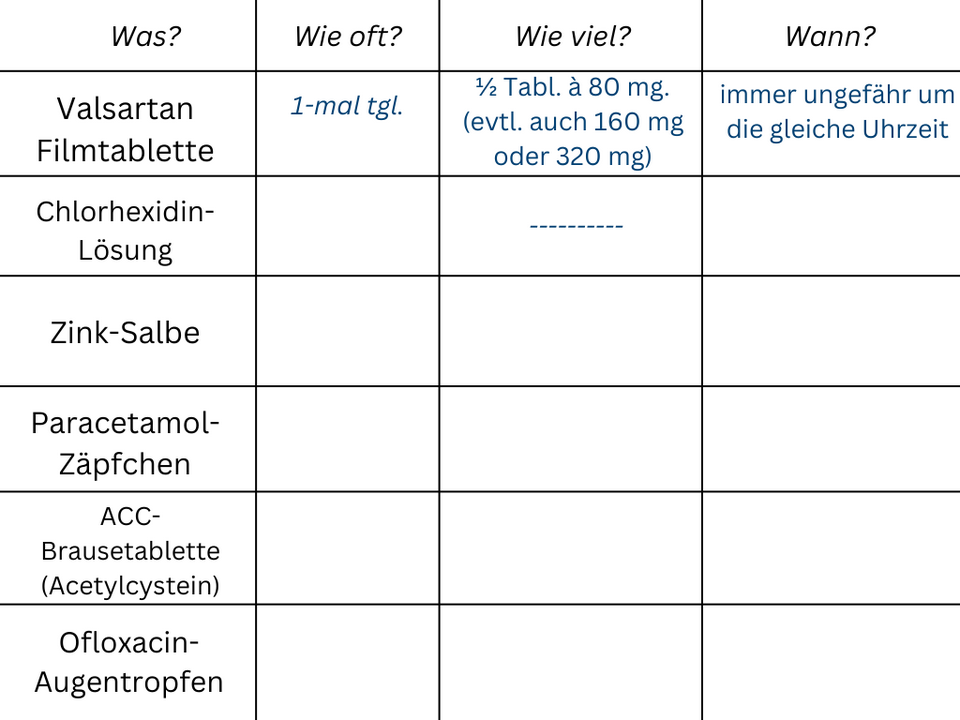 Was?
Wie oft?
Wie viel?
Wann?
Valsartan
Filmtablette
1-mal tgl.
½ Tabl. à 80 mg.
(evtl. auch 160 mg
oder 320 mg)
immer ungefähr um
die gleiche Uhrzeit
Chlorhexidin-
Lösung
----------
Zink-Salbe
Paracetamol-
Zäpfchen
ACC-
Brausetablette
(Acetylcystein)
Ofloxacin-
Augentropfen